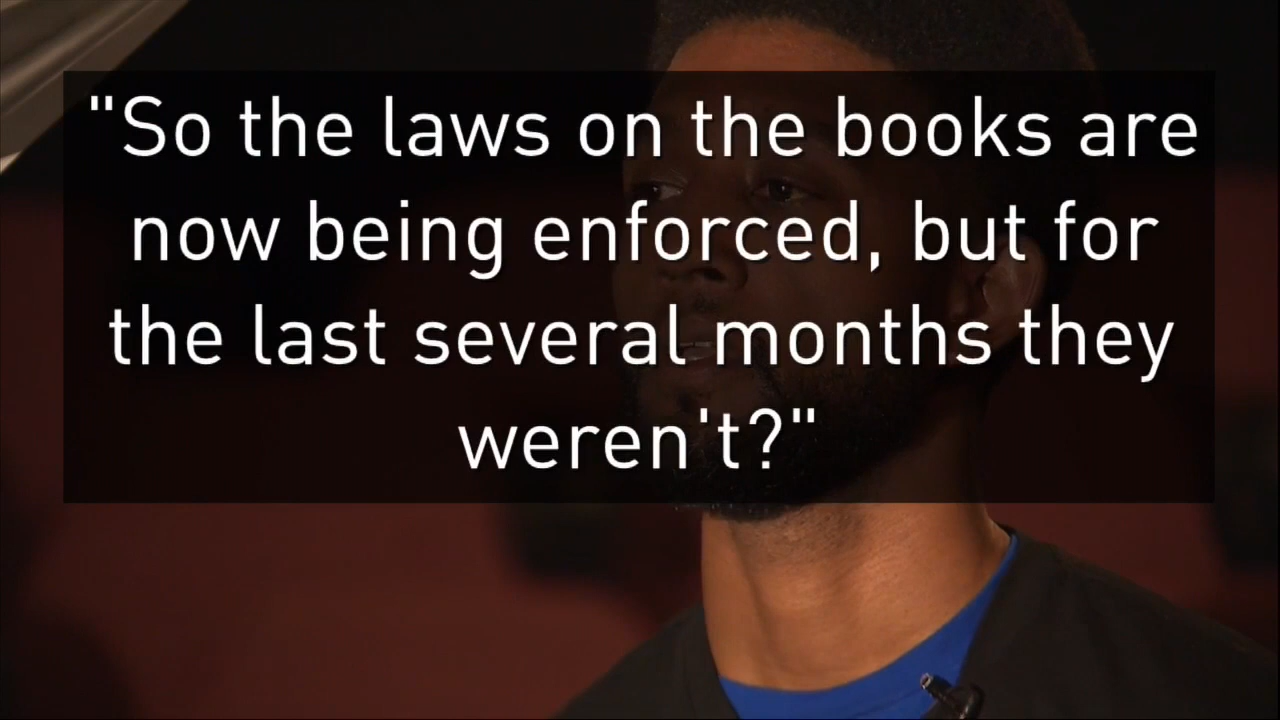 "So the laws on the books are
now being enforced, but for
the last several months they
weren't?"